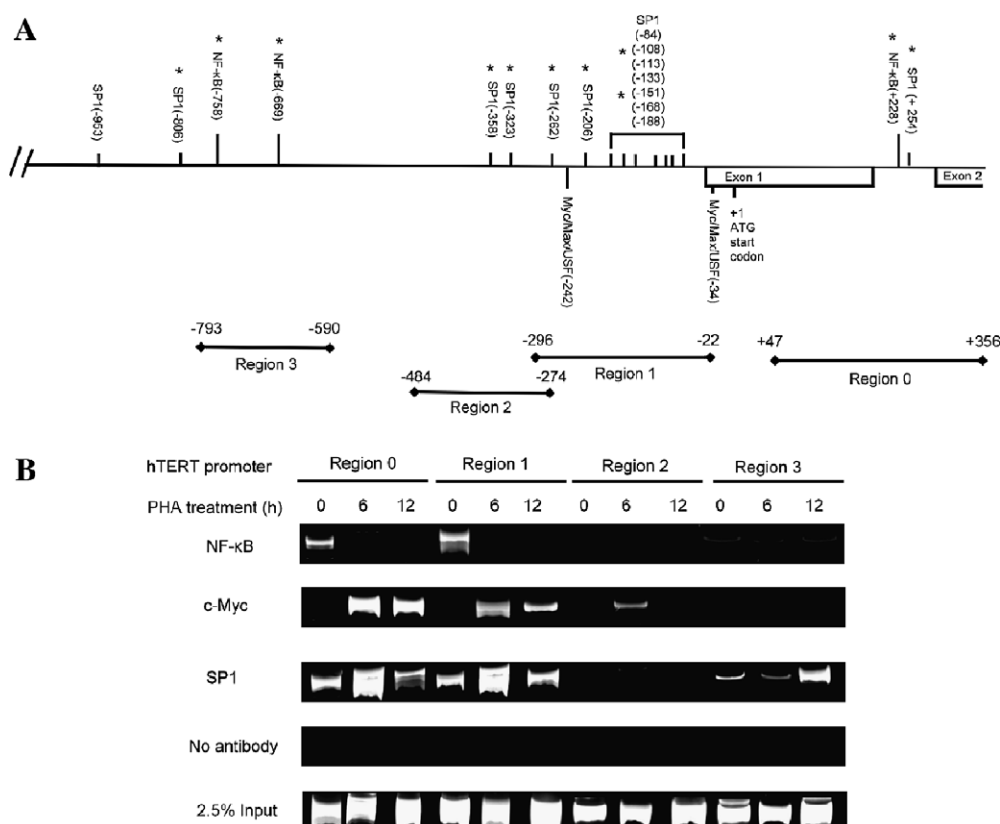 A
SP1(-953)
* SP1(-806)
* NF-κB(-758)
* NF-κB(-669)
* SP1(-358)
* SP1(-323)
* SP1(-262)
* SP1(-206)
SP1
(-84)
* (-108)
(-113)
(-133)
* (-151)
(-168)
(-188)
* NF-κB(+228)
* SP1 (+ 254)
Exon 1
Exon 2
Myc/Max/USF(-242)
Myc/Max/USF(-34)
+1
ATG
start
codon
-793 -590
Region 3
-484 -274
Region 2
-296 -22
Region 1
+47 +356
Region 0
B
hTERT promoter Region 0 Region 1 Region 2 Region 3
PHA treatment (h) 0 6 12 0 6 12 0 6 12 0 6 12
NF-κB
c-Myc
SP1
No antibody
2.5% Input